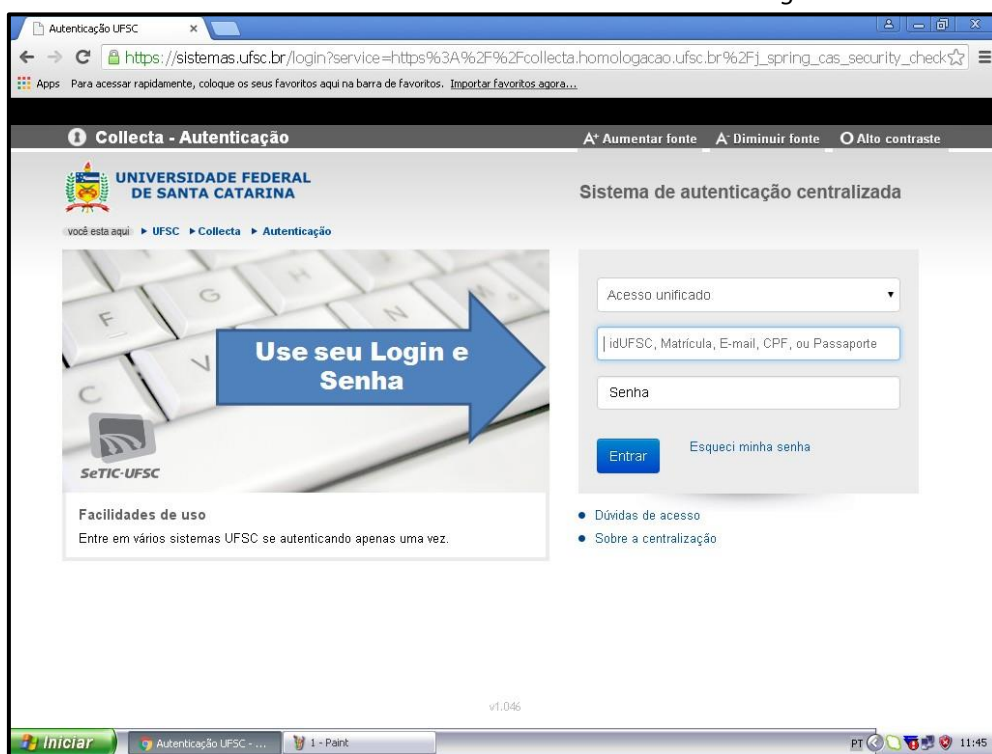 Autenticação UFSC
https://sistemas.ufsc.br/login?service=https%3A%2F%2Fcollecta.homologacao.ufsc.br%2Fj_spring_cas_security_check
Apps Para acessar rapidamente, coloque os seus favoritos aqui na barra de favoritos. Importar favoritos agora...
Collecta - Autenticação
A+ Aumentar fonte A- Diminuir fonte Alto contraste
UNIVERSIDADE FEDERAL
DE SANTA CATARINA
Sistema de autenticação centralizada
você esta aqui UFSC Collecta Autenticação
Acesso unificado
idUFSC, Matrícula, E-mail, CPF, ou Passaporte
Senha
Entrar Esqueci minha senha
H
G
F
N
V
C
Use seu Login e
Senha
SeTIC-UFSC
Facilidades de uso
Entre em vários sistemas UFSC se autenticando apenas uma vez.
Dúvidas de acesso
Sobre a centralização
v1.046
Iniciar Autenticação UFSC - ... 1 - Paint PT 11:45